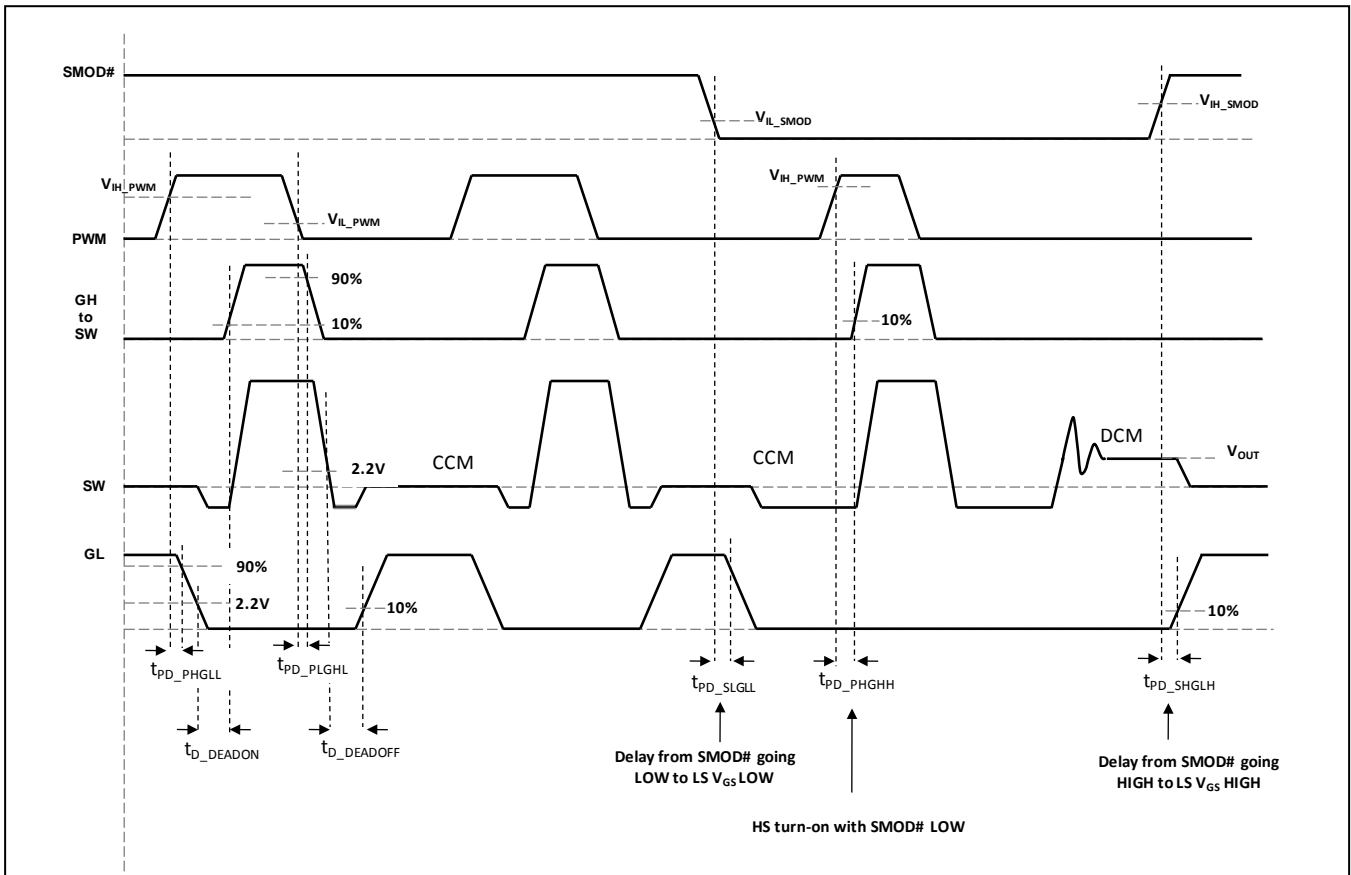 SMOD#
V_IH_SMOD
V_IL_SMOD
V_IH_PWM
V_IH_PWM
V_IL_PWM
PWM
90%
GH
to
SW
10%
10%
DCM
CCM
CCM
V_OUT
2.2V
SW
GL
90%
2.2V
10%
10%
t_PD_PHGLL
t_PD_PLGHL
t_PD_SLGLL
t_PD_PHGHH
t_PD_SHGLH
t_D_DEADON
t_D_DEADOFF
Delay from SMOD# going
LOW to LS V_GS LOW
Delay from SMOD# going
HIGH to LS V_GS HIGH
HS turn-on with SMOD# LOW